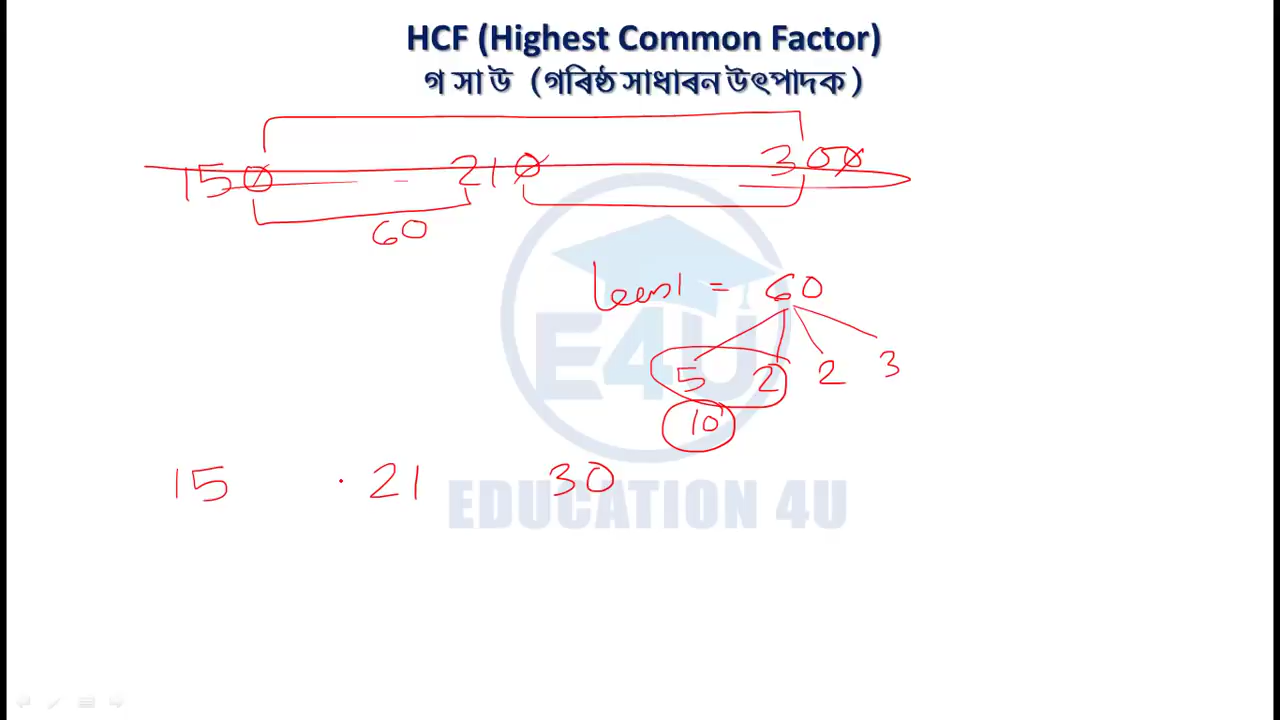 HCF (Highest Common Factor)
গ সা উ (গৰিষ্ঠ সাধাৰন উৎপাদক )
150 210 300
60
least = 60
5 2 2 3
10
15 21 30
E4U
EDUCATION 4U